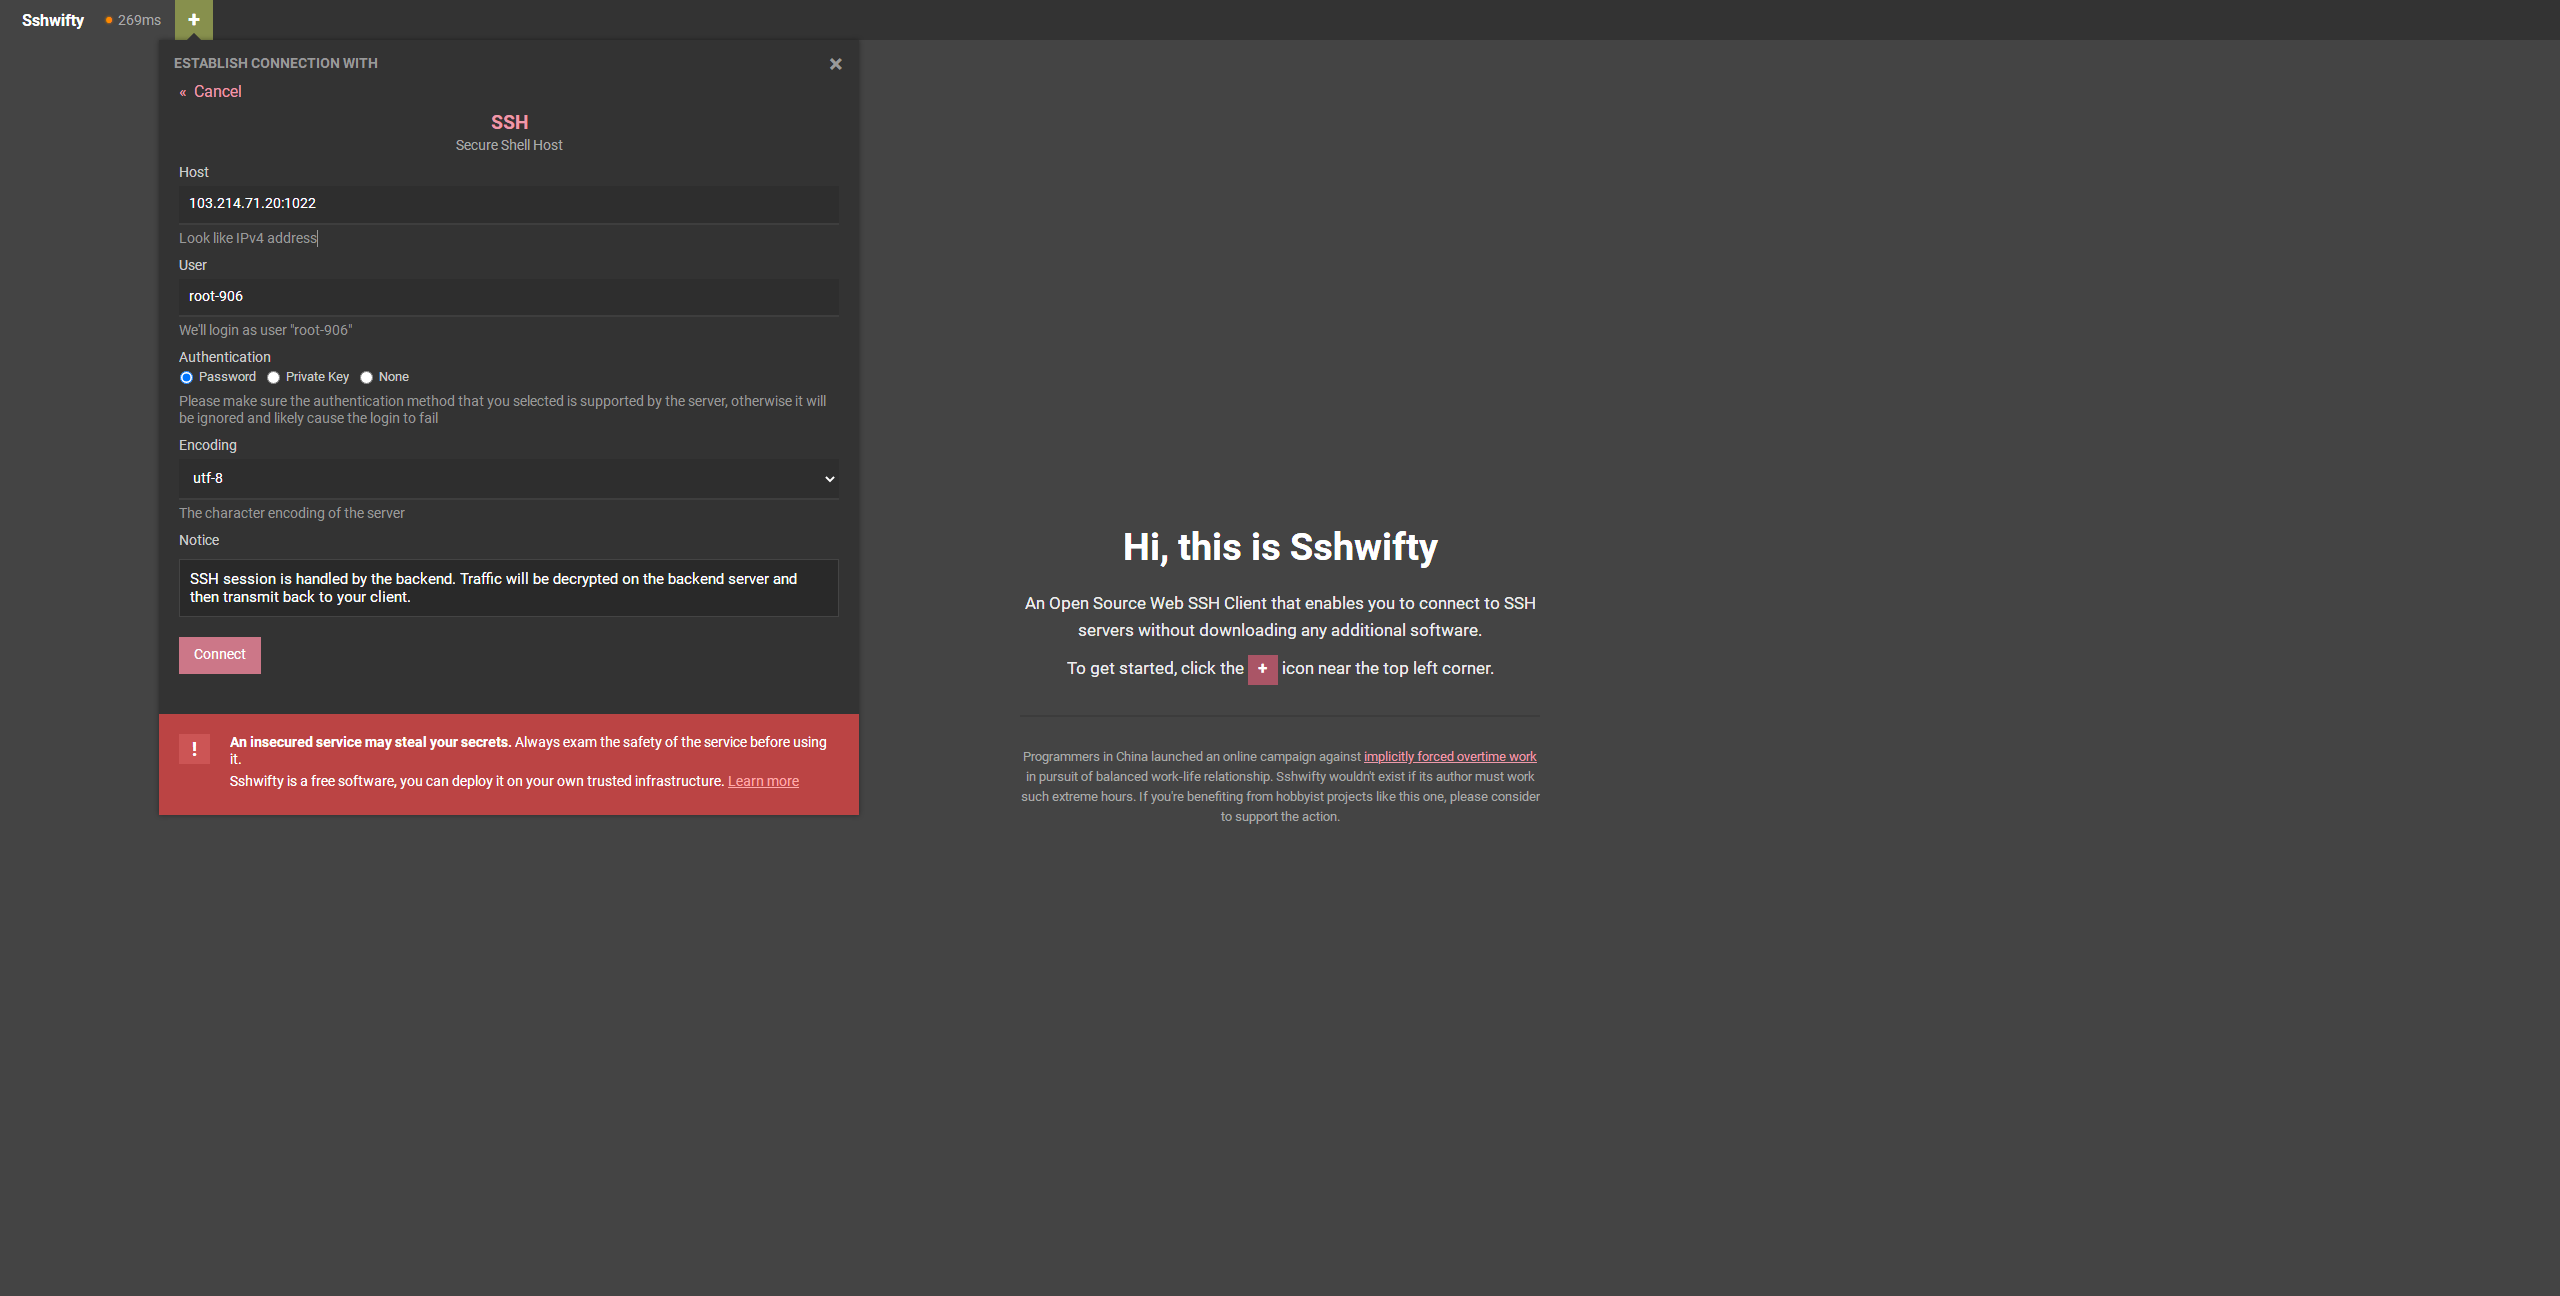 Sshwifty
269ms
+
ESTABLISH CONNECTION WITH
×
« Cancel
SSH
Secure Shell Host
Host
103.214.71.20:1022
Look like IPv4 address
User
root-906
We'll login as user "root-906"
Authentication
Password Private Key None
Please make sure the authentication method that you selected is supported by the server, otherwise it will
be ignored and likely cause the login to fail
Encoding
utf-8
The character encoding of the server
Notice
SSH session is handled by the backend. Traffic will be decrypted on the backend server and
then transmit back to your client.
Connect
! An insecured service may steal your secrets. Always exam the safety of the service before using
it.
Sshwifty is a free software, you can deploy it on your own trusted infrastructure. Learn more
Hi, this is Sshwifty
An Open Source Web SSH Client that enables you to connect to SSH
servers without downloading any additional software.
To get started, click the + icon near the top left corner.
Programmers in China launched an online campaign against implicitly forced overtime work
in pursuit of balanced work-life relationship. Sshwifty wouldn't exist if its author must work
such extreme hours. If you're benefiting from hobbyist projects like this one, please consider
to support the action.